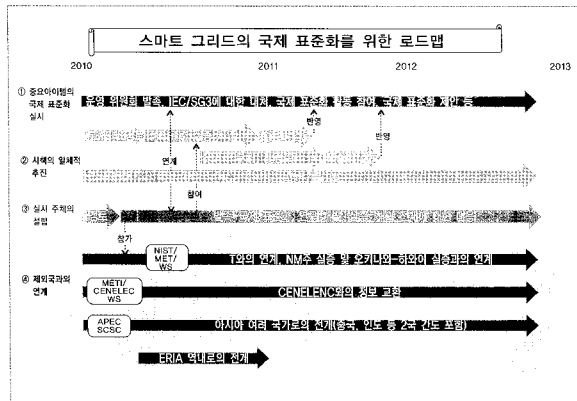 스마트 그리드의 국제 표준화를 위한 로드맵
2010 2011 2012 2013
① 중요아이템의
국제 표준화
실시
운영 위원회 발족, IEC/SG3에 대한 대처, 국제 표준화 활동 참여, 국제 표준화 제안 등
반영
반영
② 시책의 일체적
추진
연계
참여
③ 실시 주체의
설립
참가
NIST/
MET/
WS
T와의 연계, NM주 실증 및 오키나와-하와이 실증과의 연계
④ 제외국과의
연계
METI/
CENELEC
WS
CENELENC와의 정보 교환
APEC
SCSC
아시아 여러 국가로의 전개(중국, 인도 등 2국 간도 포함)
ERIA 역내로의 전개